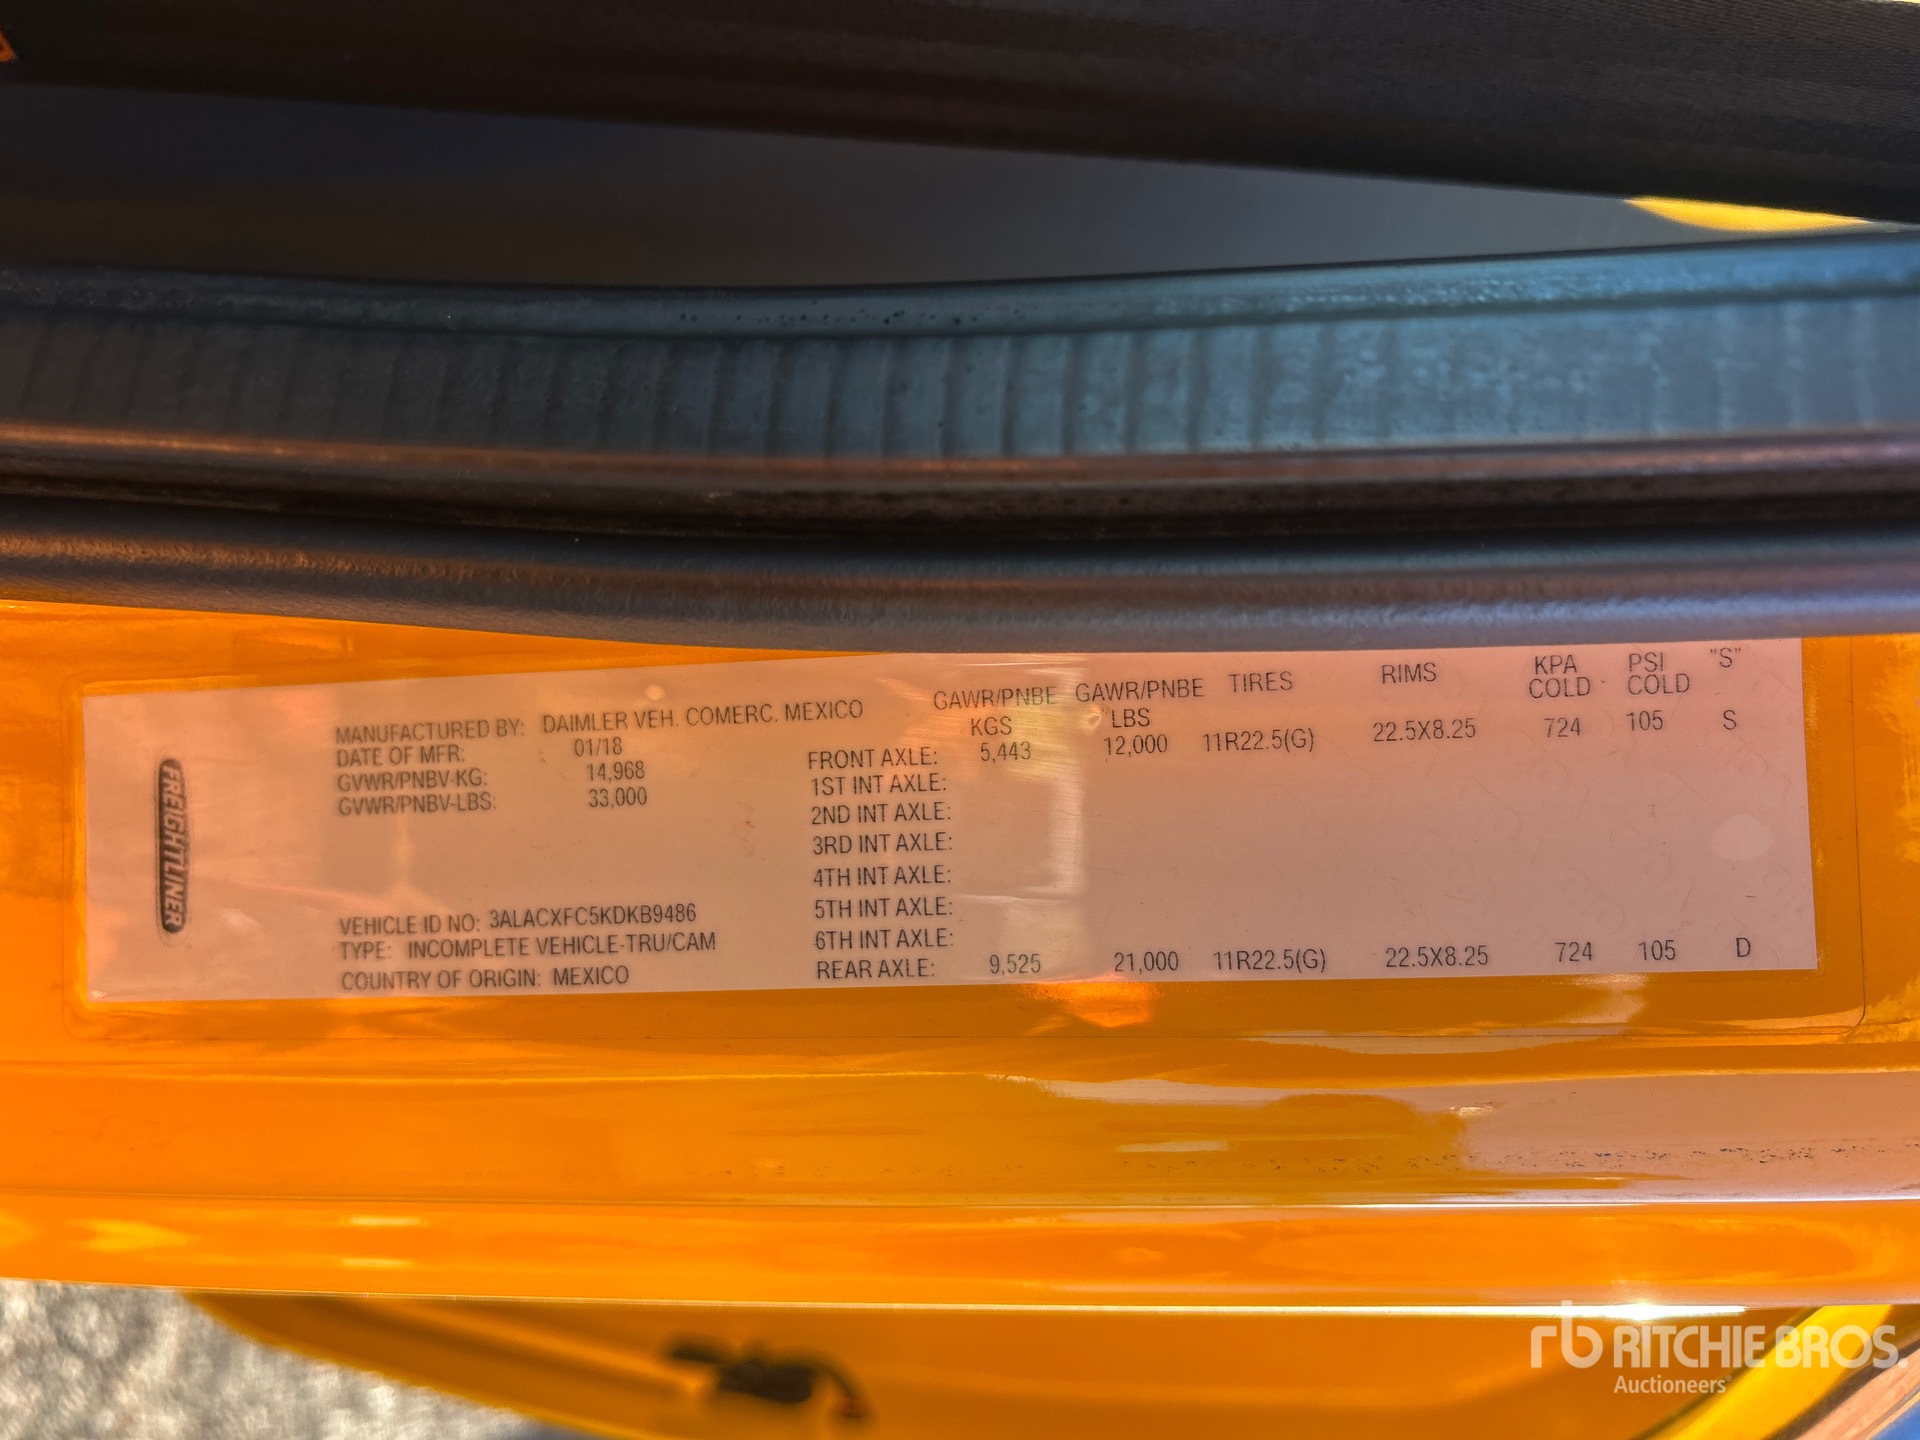 FREIGHTLINER
MANUFACTURED BY: DAIMLER VEH. COMERC. MEXICO
DATE OF MFR: 01/18
GVWR/PNBV-KG: 14,968
GVWR/PNBV-LBS: 33,000
VEHICLE ID NO: 3ALACXFC5KDKB9486
TYPE: INCOMPLETE VEHICLE-TRU/CAM
COUNTRY OF ORIGIN: MEXICO
GAWR/PNBE GAWR/PNBE TIRES RIMS KPA PSI "S"
KGS LBS COLD COLD
FRONT AXLE: 5,443 12,000 11R22.5(G) 22.5X8.25 724 105 S
1ST INT AXLE:
2ND INT AXLE:
3RD INT AXLE:
4TH INT AXLE:
5TH INT AXLE:
6TH INT AXLE:
REAR AXLE: 9,525 21,000 11R22.5(G) 22.5X8.25 724 105 D
rb RITCHIE BROS.
Auctioneers